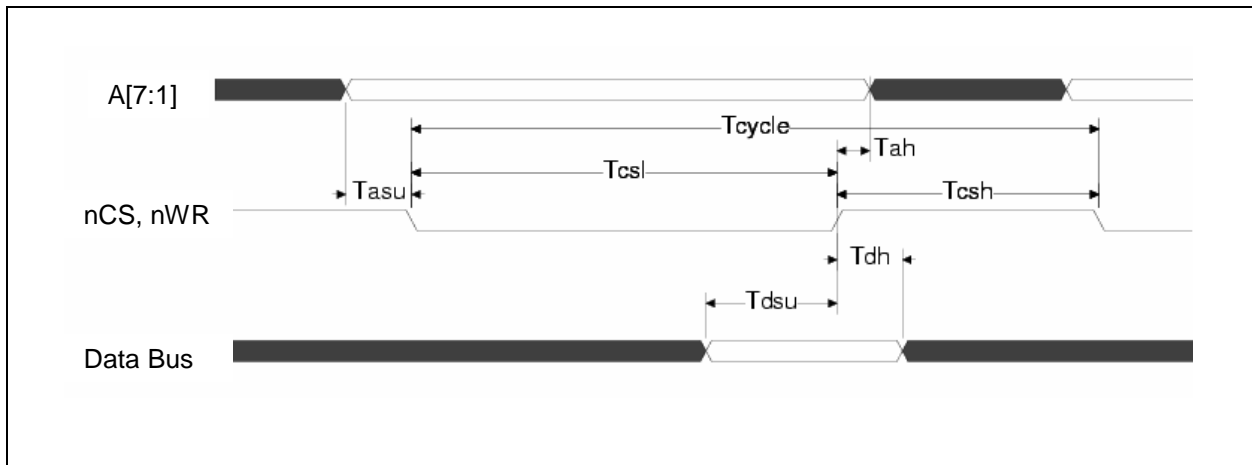 A[7:1]
Tcycle
Tah
Tcsl
Tasu
Tcsh
nCS, nWR
Tdh
Tdsu
Data Bus